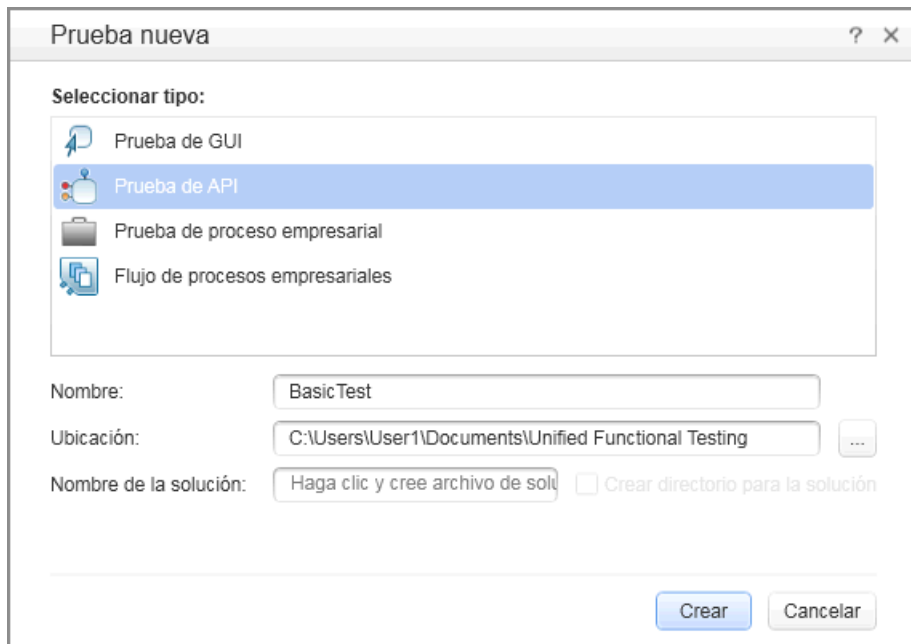 Prueba nueva
Seleccionar tipo:
Prueba de GUI
Prueba de API
Prueba de proceso empresarial
Flujo de procesos empresariales
Nombre: BasicTest
Ubicación: C:\Users\User1\Documents\Unified Functional Testing ...
Nombre de la solución: Haga clic y cree archivo de solu Crear directorio para la solución
Crear Cancelar